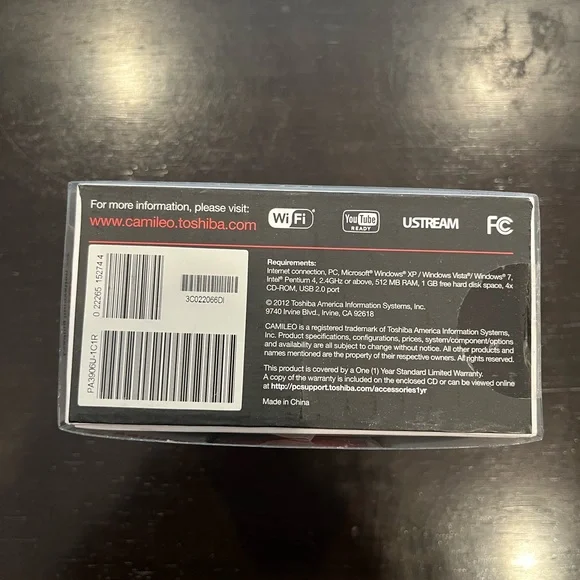 For more information, please visit:
www.camileo.toshiba.com
Wi Fi
You Tube
READY
USTREAM
FC
0 22265 15274 4
3C022066DI
PA3906U-1C1R
Requirements:
Internet connection, PC, Microsoft® Windows® XP / Windows Vista®/ Windows® 7,
Intel® Pentium 4, 2.4GHz or above, 512 MB RAM, 1 GB free hard disk space, 4x
CD-ROM, USB 2.0 port
© 2012 Toshiba America Information Systems, Inc.
9740 Irvine Blvd., Irvine, CA 92618
CAMILEO is a registered trademark of Toshiba America Information Systems,
Inc. Product specifications, configurations, prices, system/component/options
and availability are all subject to change without notice. All other products and
names mentioned are the property of their respective owners. All rights reserved.
This product is covered by a One (1) Year Standard Limited Warranty.
A copy of the warranty is included on the enclosed CD or can be viewed online
at http://pcsupport.toshiba.com/accessories1yr
Made in China